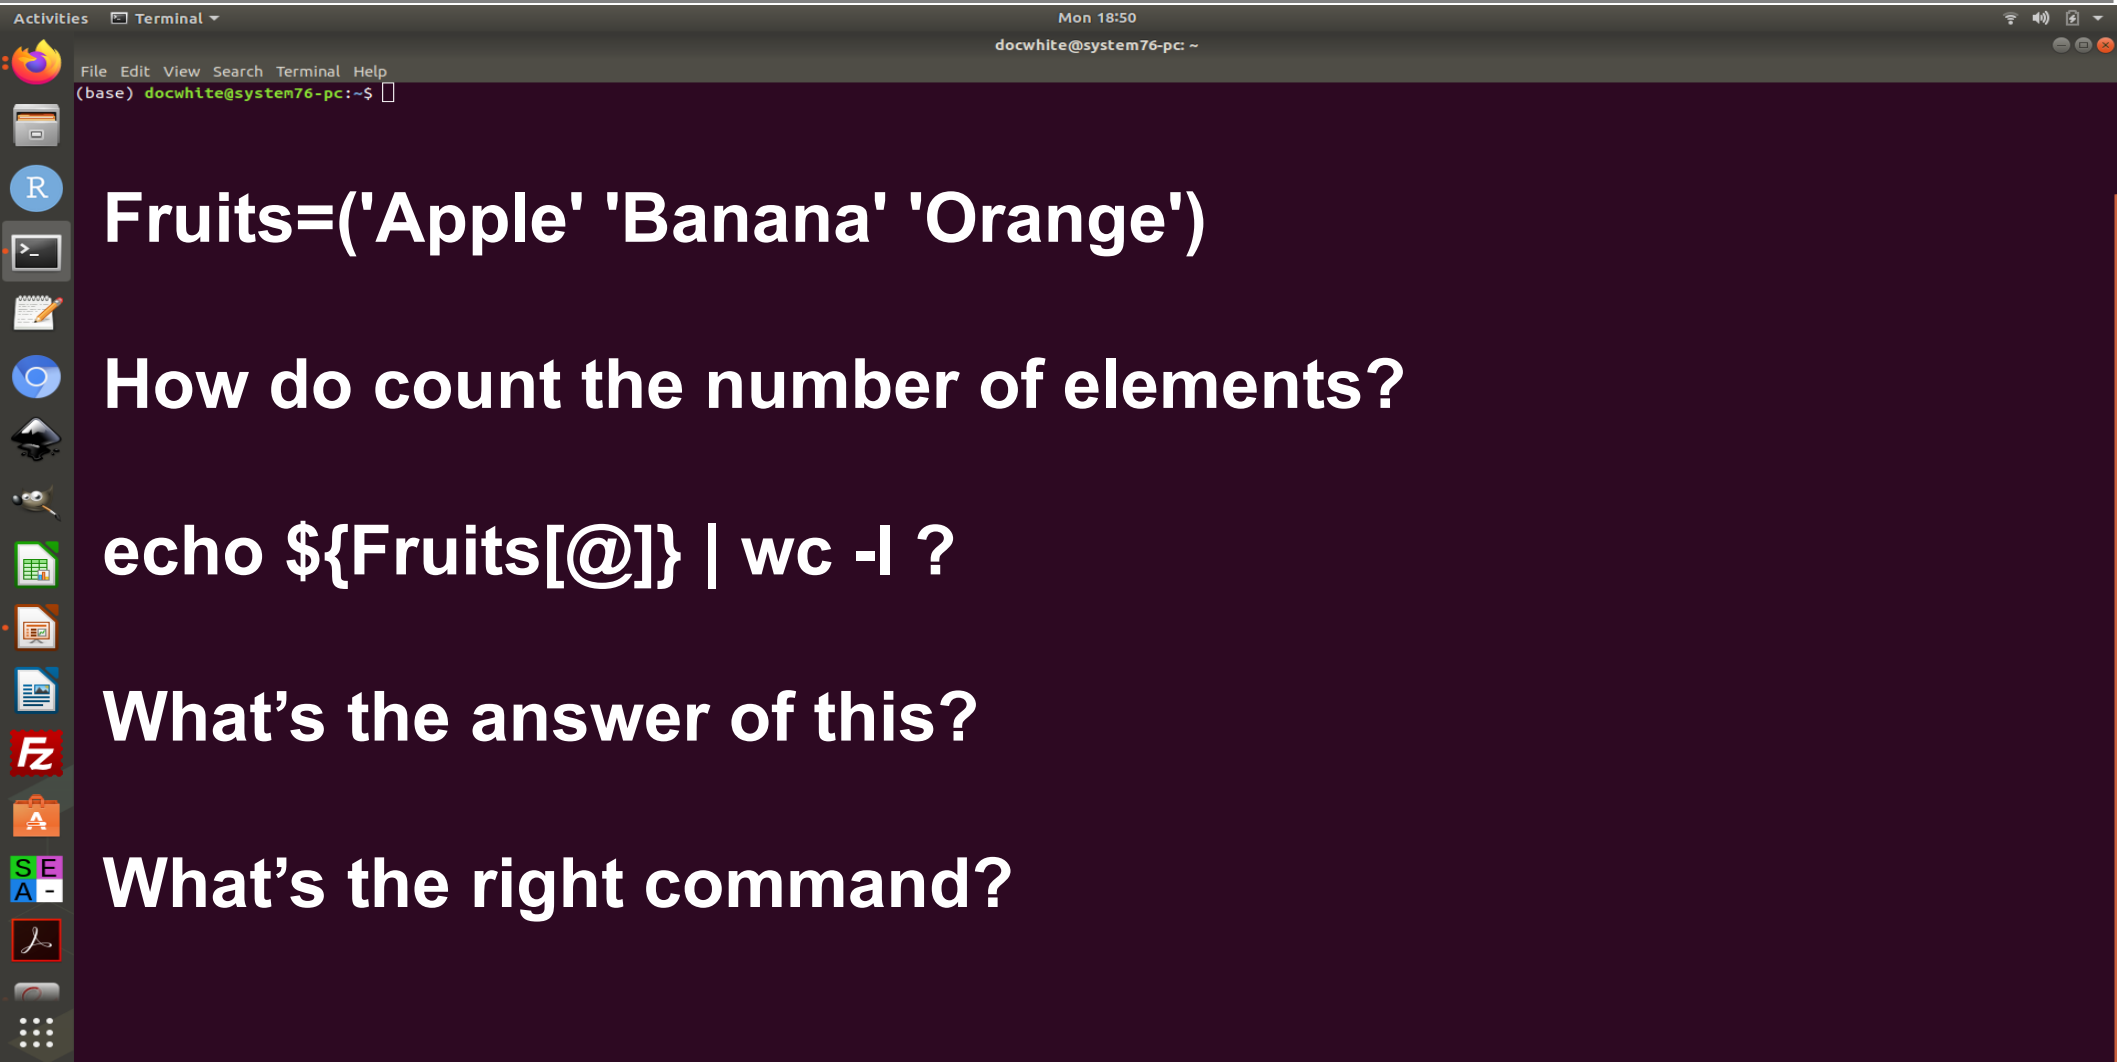 Activities Terminal Mon 18:50
docwhite@system76-pc: ~
File Edit View Search Terminal Help
(base) docwhite@system76-pc:~$
Fruits=('Apple' 'Banana' 'Orange')
How do count the number of elements?
echo ${Fruits[@]} | wc -l ?
What’s the answer of this?
What’s the right command?
R
>_
Fz
A
S E
A -